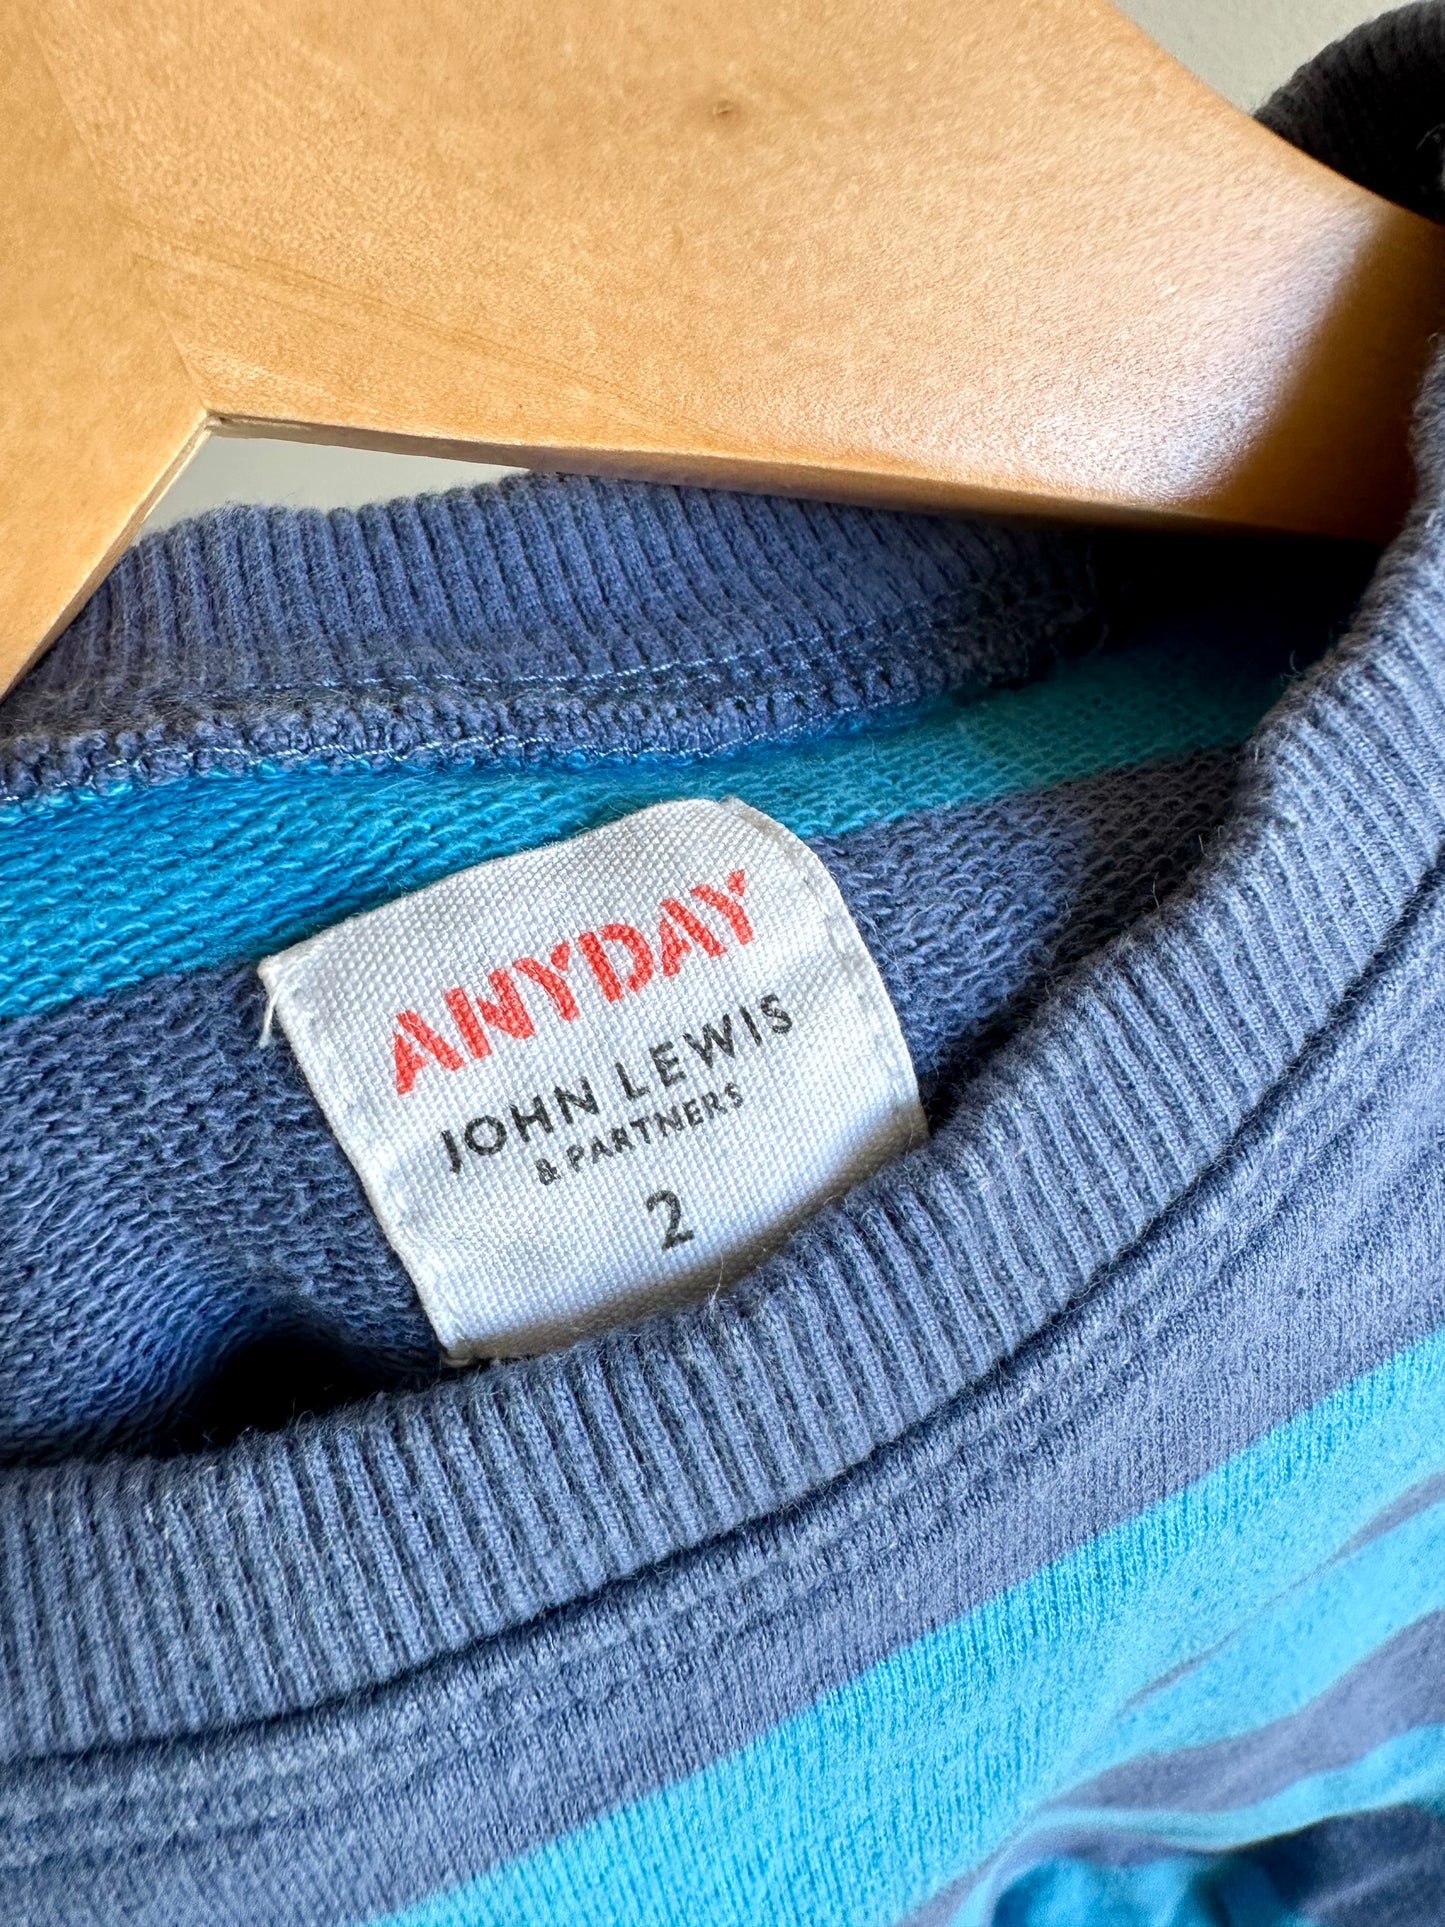 ANYDAY
JOHN LEWIS
& PARTNERS
2